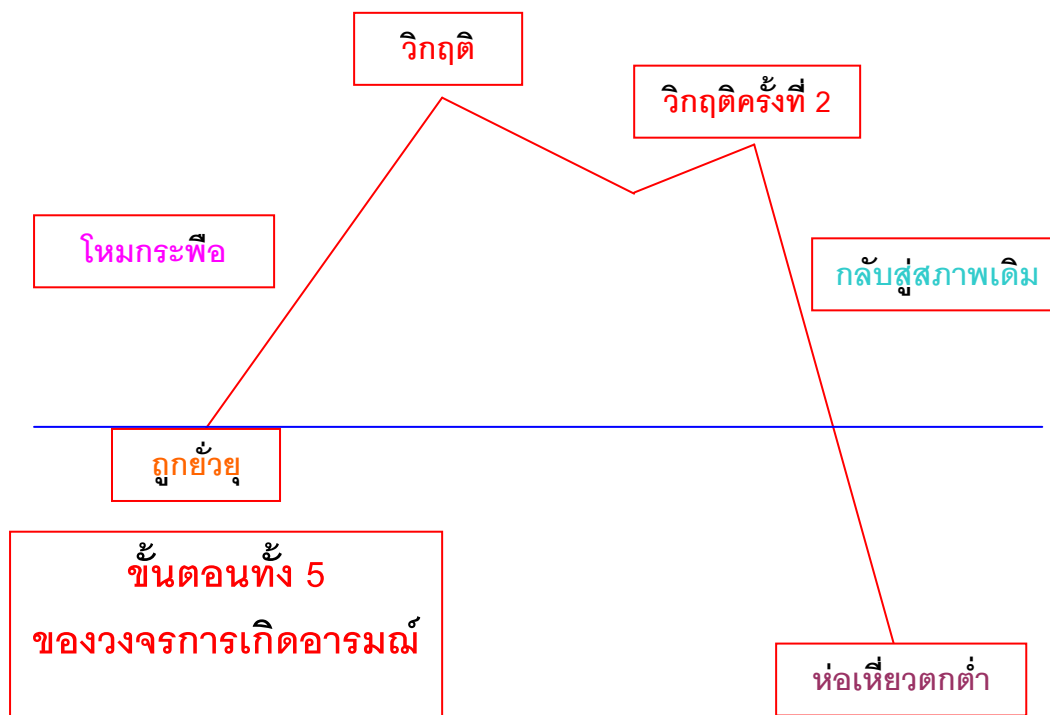 วิกฤติ
วิกฤติครั้งที่ 2
โหมกระพือ
กลับสู่สภาพเดิม
ถูกยั่วยุ
ขั้นตอนทั้ง 5
ของวงจรการเกิดอารมณ์
ห่อเหี่ยวตกต่ำ